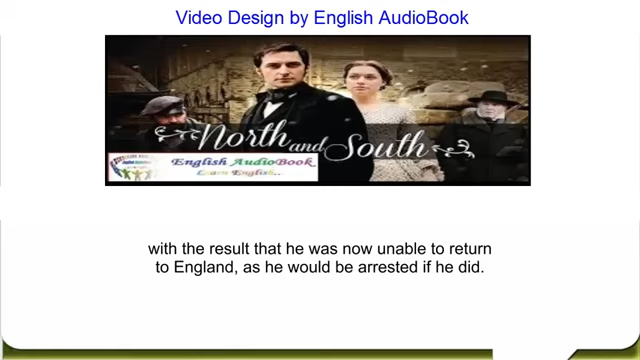 Video Design by English AudioBook
North and South
English AudioBook
Learn English...
with the result that he was now unable to return
to England, as he would be arrested if he did.